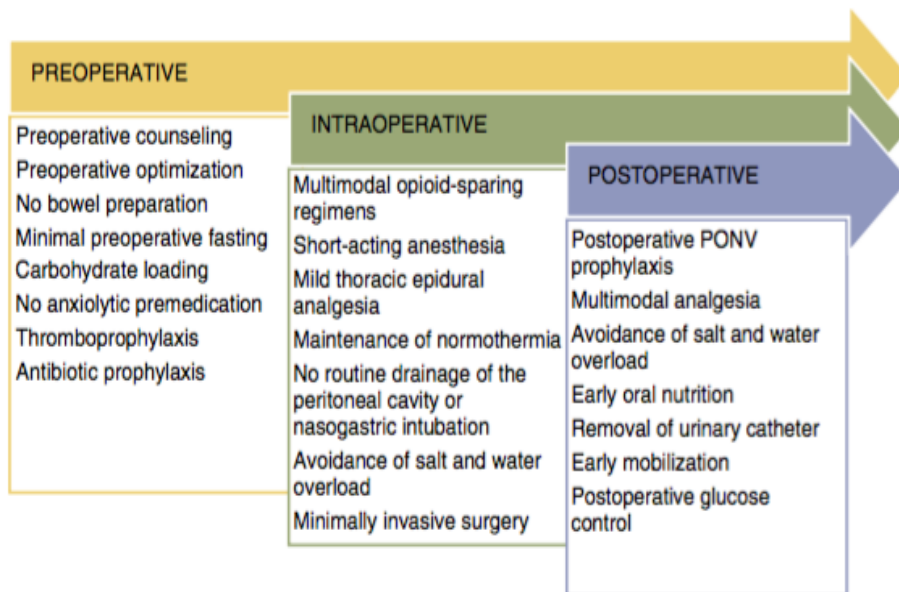 PREOPERATIVE
Preoperative counseling
Preoperative optimization
No bowel preparation
Minimal preoperative fasting
Carbohydrate loading
No anxiolytic premedication
Thromboprophylaxis
Antibiotic prophylaxis
INTRAOPERATIVE
Multimodal opioid-sparing
regimens
Short-acting anesthesia
Mild thoracic epidural
analgesia
Maintenance of normothermia
No routine drainage of the
peritoneal cavity or
nasogastric intubation
Avoidance of salt and water
overload
Minimally invasive surgery
POSTOPERATIVE
Postoperative PONV
prophylaxis
Multimodal analgesia
Avoidance of salt and water
overload
Early oral nutrition
Removal of urinary catheter
Early mobilization
Postoperative glucose
control